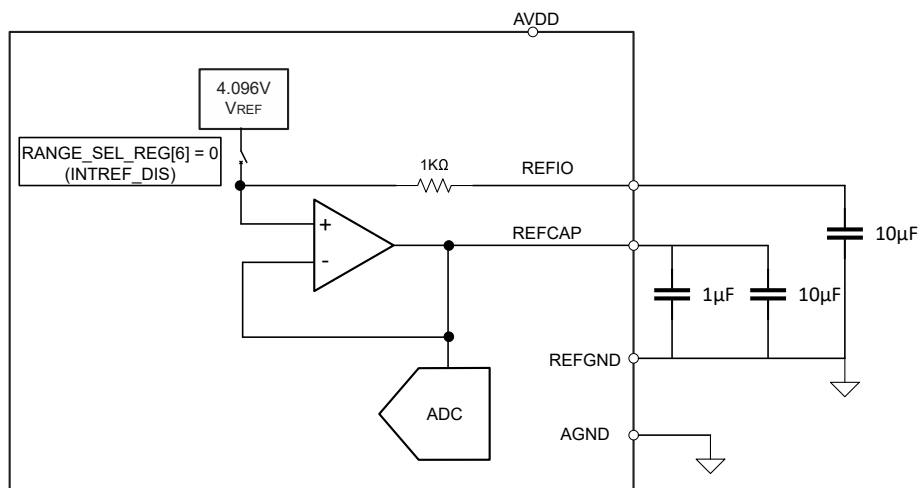 AVDD
4.096V
VREF
RANGE_SEL_REG[6] = 0
(INTREF_DIS)
1KΩ
REFIO
+
-
REFCAP
10µF
1µF
10µF
REFGND
ADC
AGND